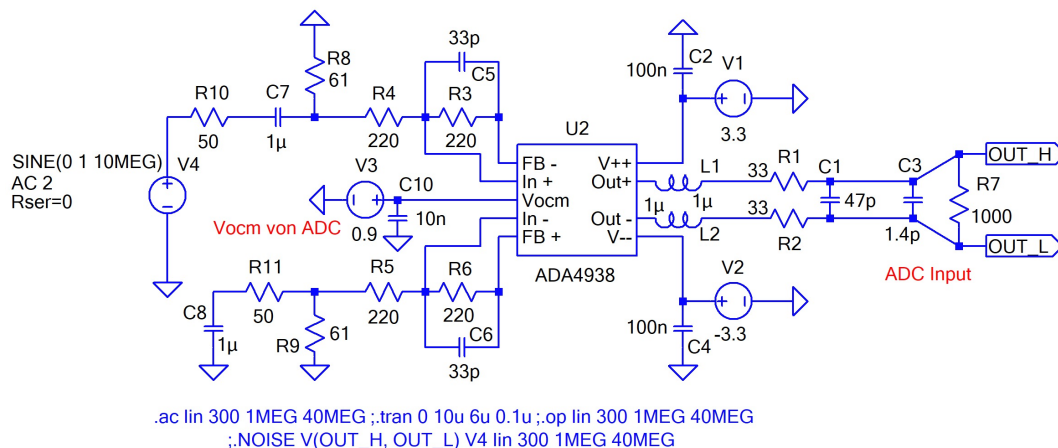 R8
61
33p
C5
C2
100n
V1
3.3
R10
50
C7
1µ
R4
220
R3
220
U2
SINE(0 1 10MEG)
AC 2
Rser=0
V4
V3
0.9
C10
10n
Vocm von ADC
FB -
In +
Vocm
In -
FB +
V++
Out+
Out -
V--
ADA4938
L1
1µ
1µ
L2
33
R1
33
R2
C1
47p
C3
1.4p
R7
1000
OUT_H
OUT_L
ADC Input
R11
50
C8
1µ
R9
61
R5
220
R6
220
C6
33p
100n
C4
V2
-3.3
.ac lin 300 1MEG 40MEG ;.tran 0 10u 6u 0.1u ;.op lin 300 1MEG 40MEG
;.NOISE V(OUT_H, OUT_L) V4 lin 300 1MEG 40MEG